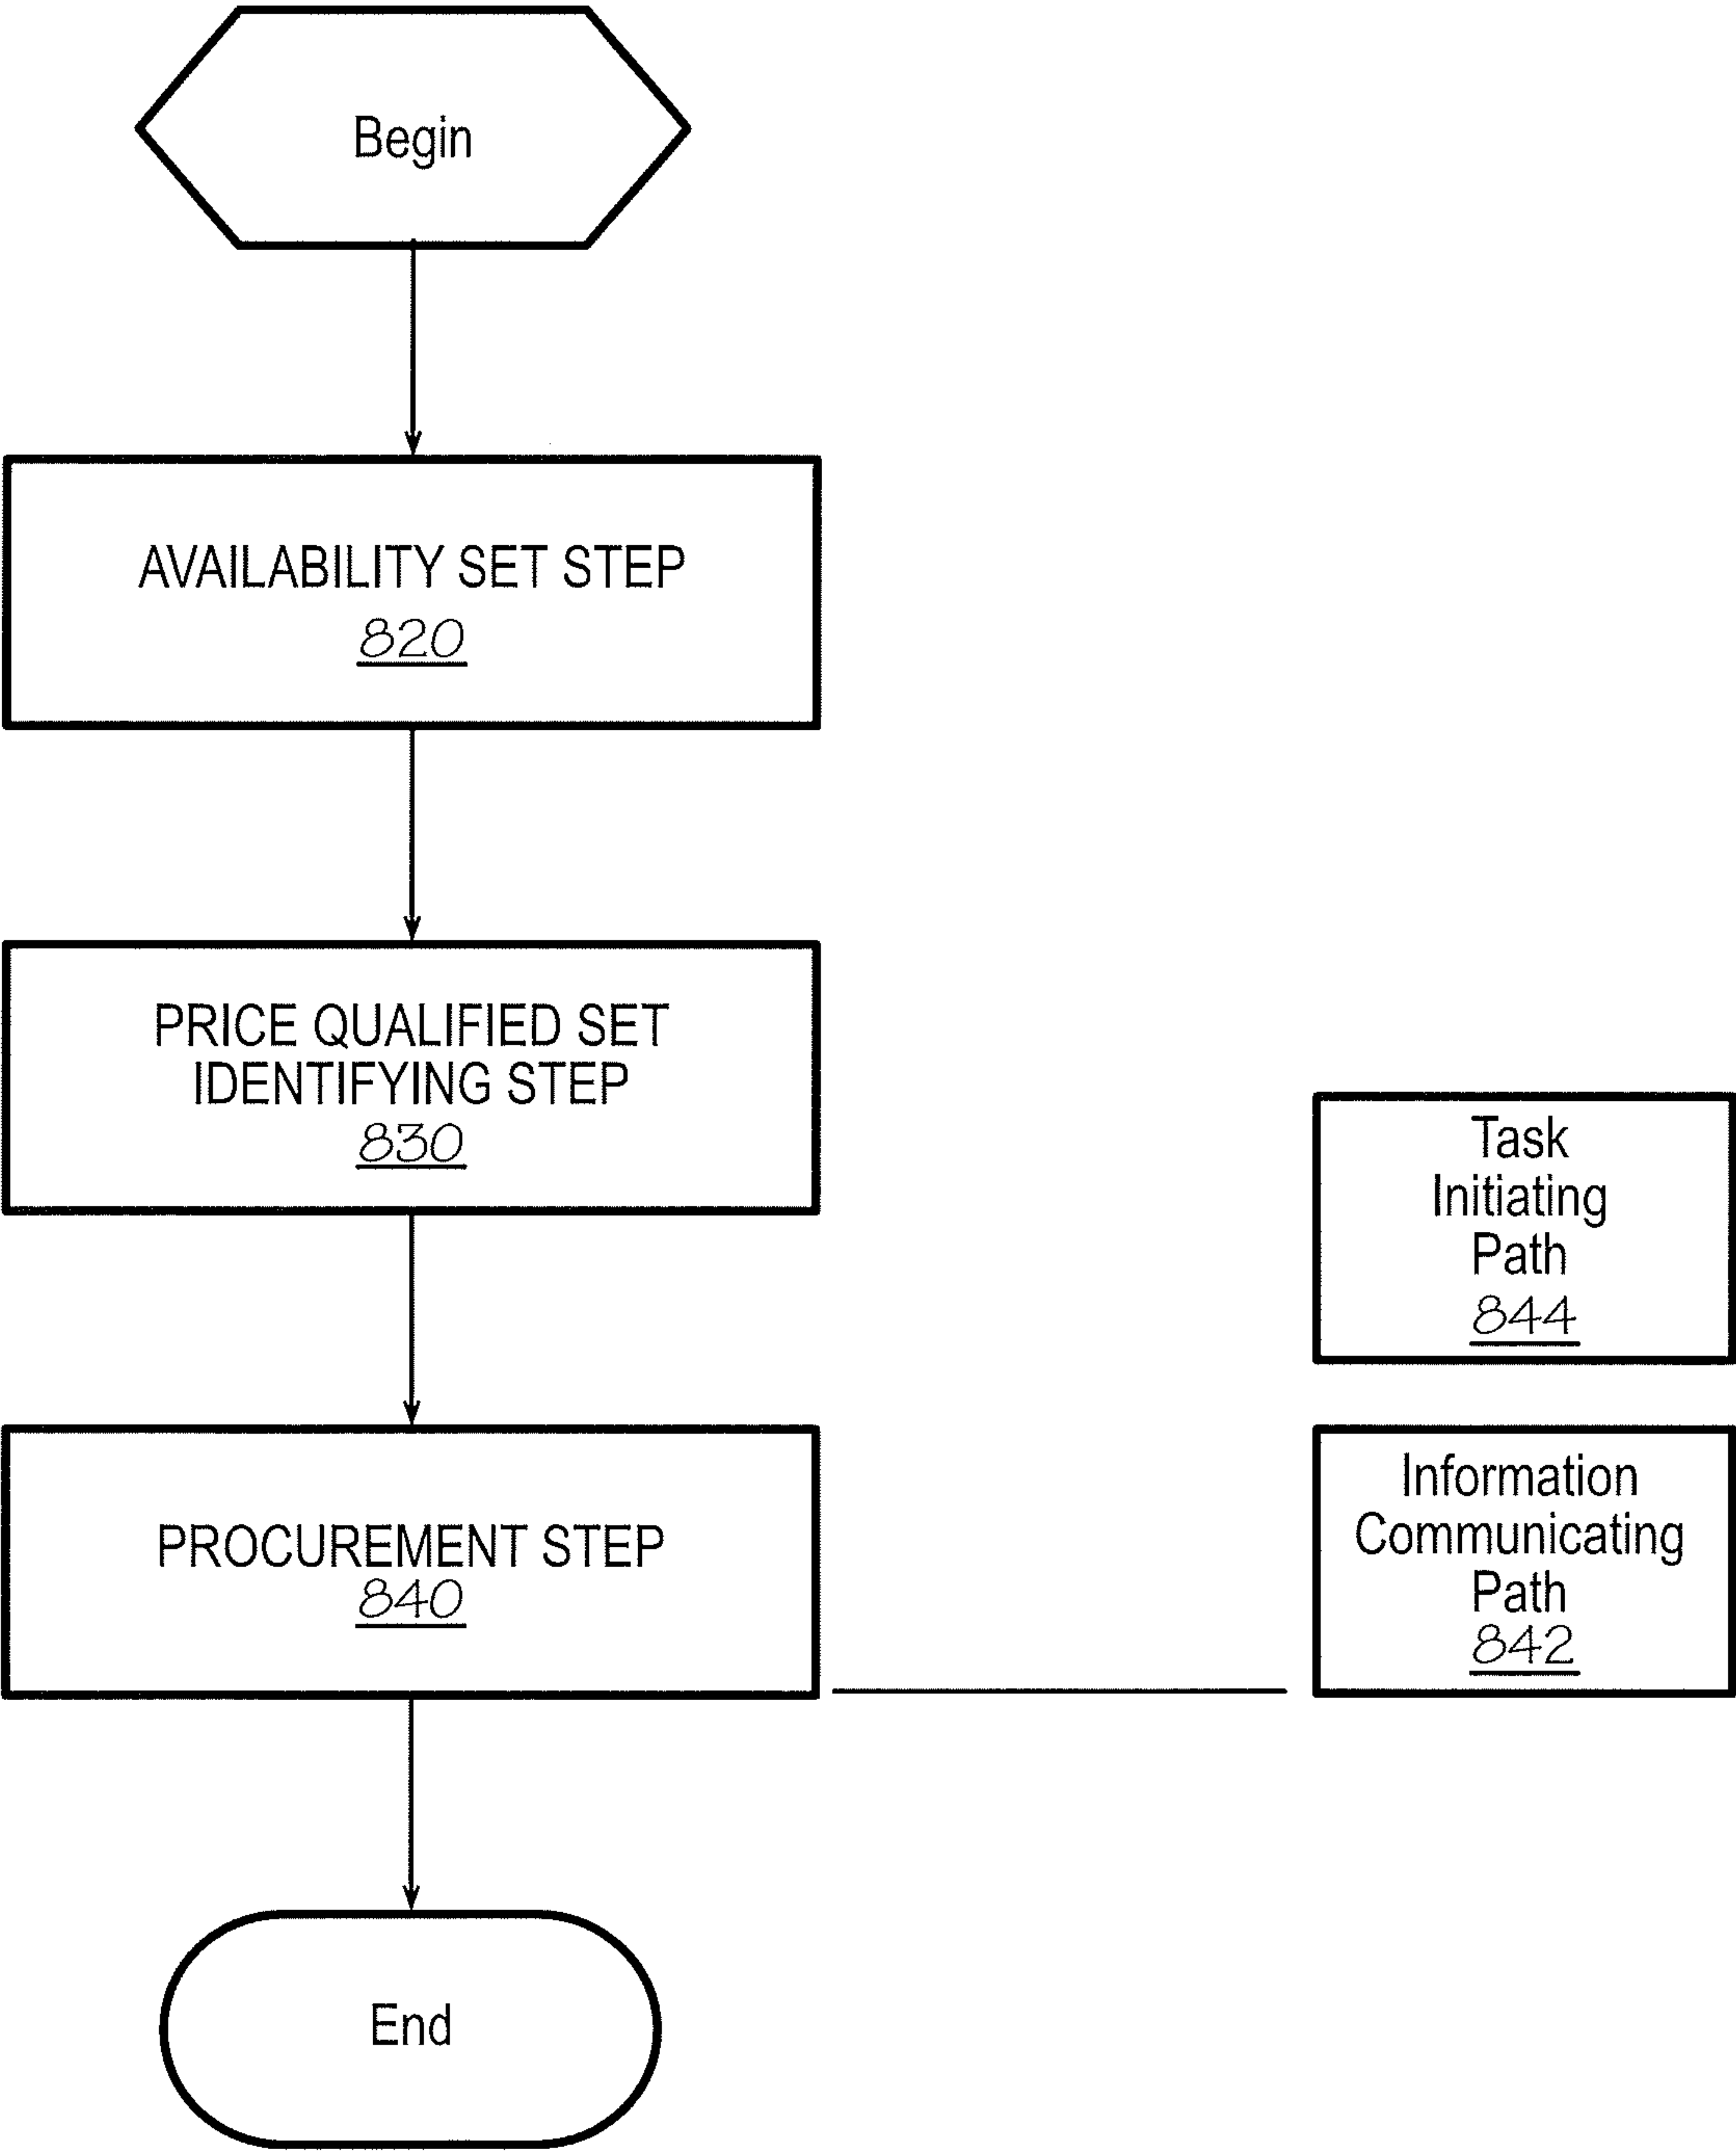 Begin
AVAILABILITY SET STEP
820
PRICE QUALIFIED SET
IDENTIFYING STEP
830
Task
Initiating
Path
844
PROCUREMENT STEP
840
Information
Communicating
Path
842
End